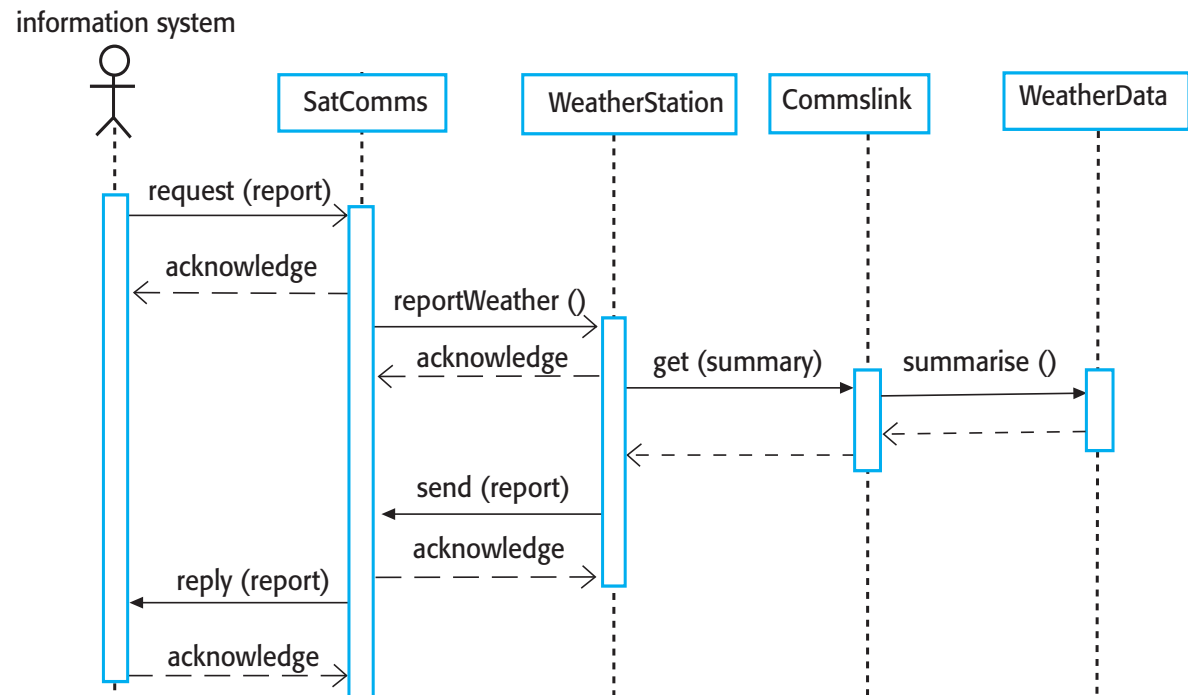 information system
SatComms
WeatherStation
Commslink
WeatherData
request (report)
acknowledge
reportWeather ()
acknowledge
get (summary)
summarise ()
send (report)
acknowledge
reply (report)
acknowledge